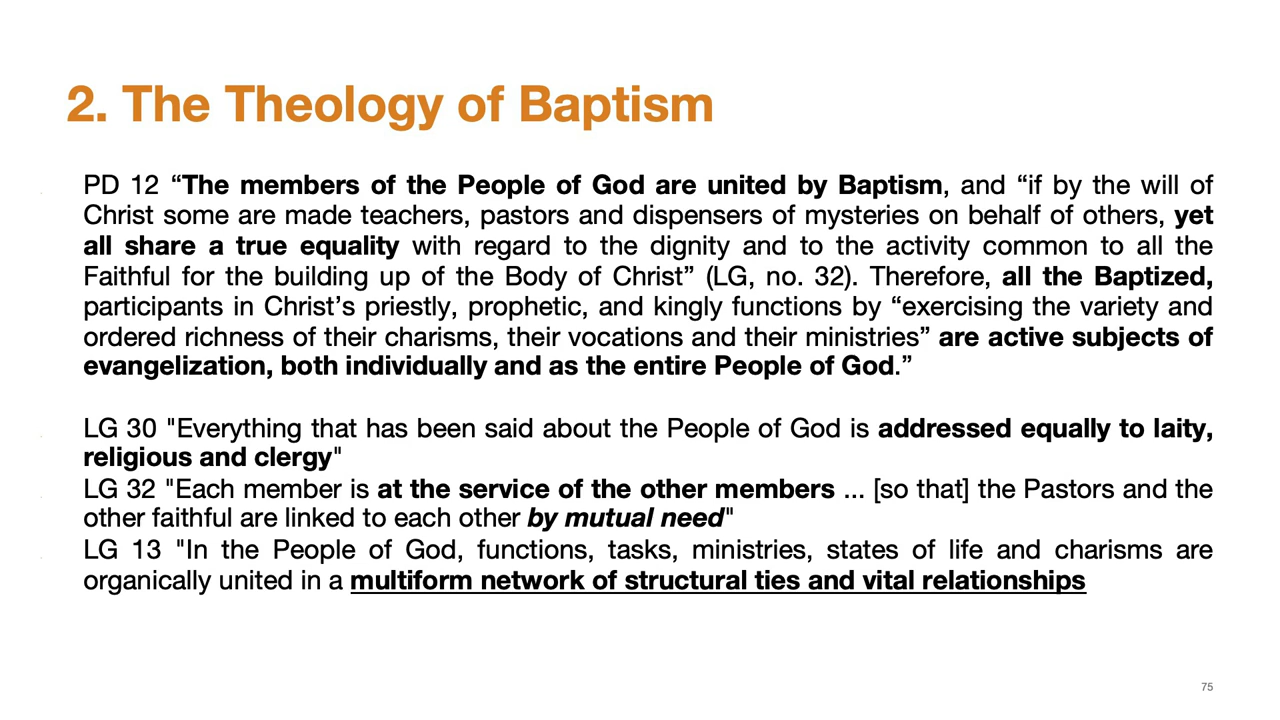 2. The Theology of Baptism
PD 12 “The members of the People of God are united by Baptism, and “if by the will of
Christ some are made teachers, pastors and dispensers of mysteries on behalf of others, yet
all share a true equality with regard to the dignity and to the activity common to all the
Faithful for the building up of the Body of Christ” (LG, no. 32). Therefore, all the Baptized,
participants in Christ’s priestly, prophetic, and kingly functions by “exercising the variety and
ordered richness of their charisms, their vocations and their ministries” are active subjects of
evangelization, both individually and as the entire People of God.”
LG 30 "Everything that has been said about the People of God is addressed equally to laity,
religious and clergy"
LG 32 "Each member is at the service of the other members ... [so that] the Pastors and the
other faithful are linked to each other by mutual need"
LG 13 "In the People of God, functions, tasks, ministries, states of life and charisms are
organically united in a multiform network of structural ties and vital relationships
75